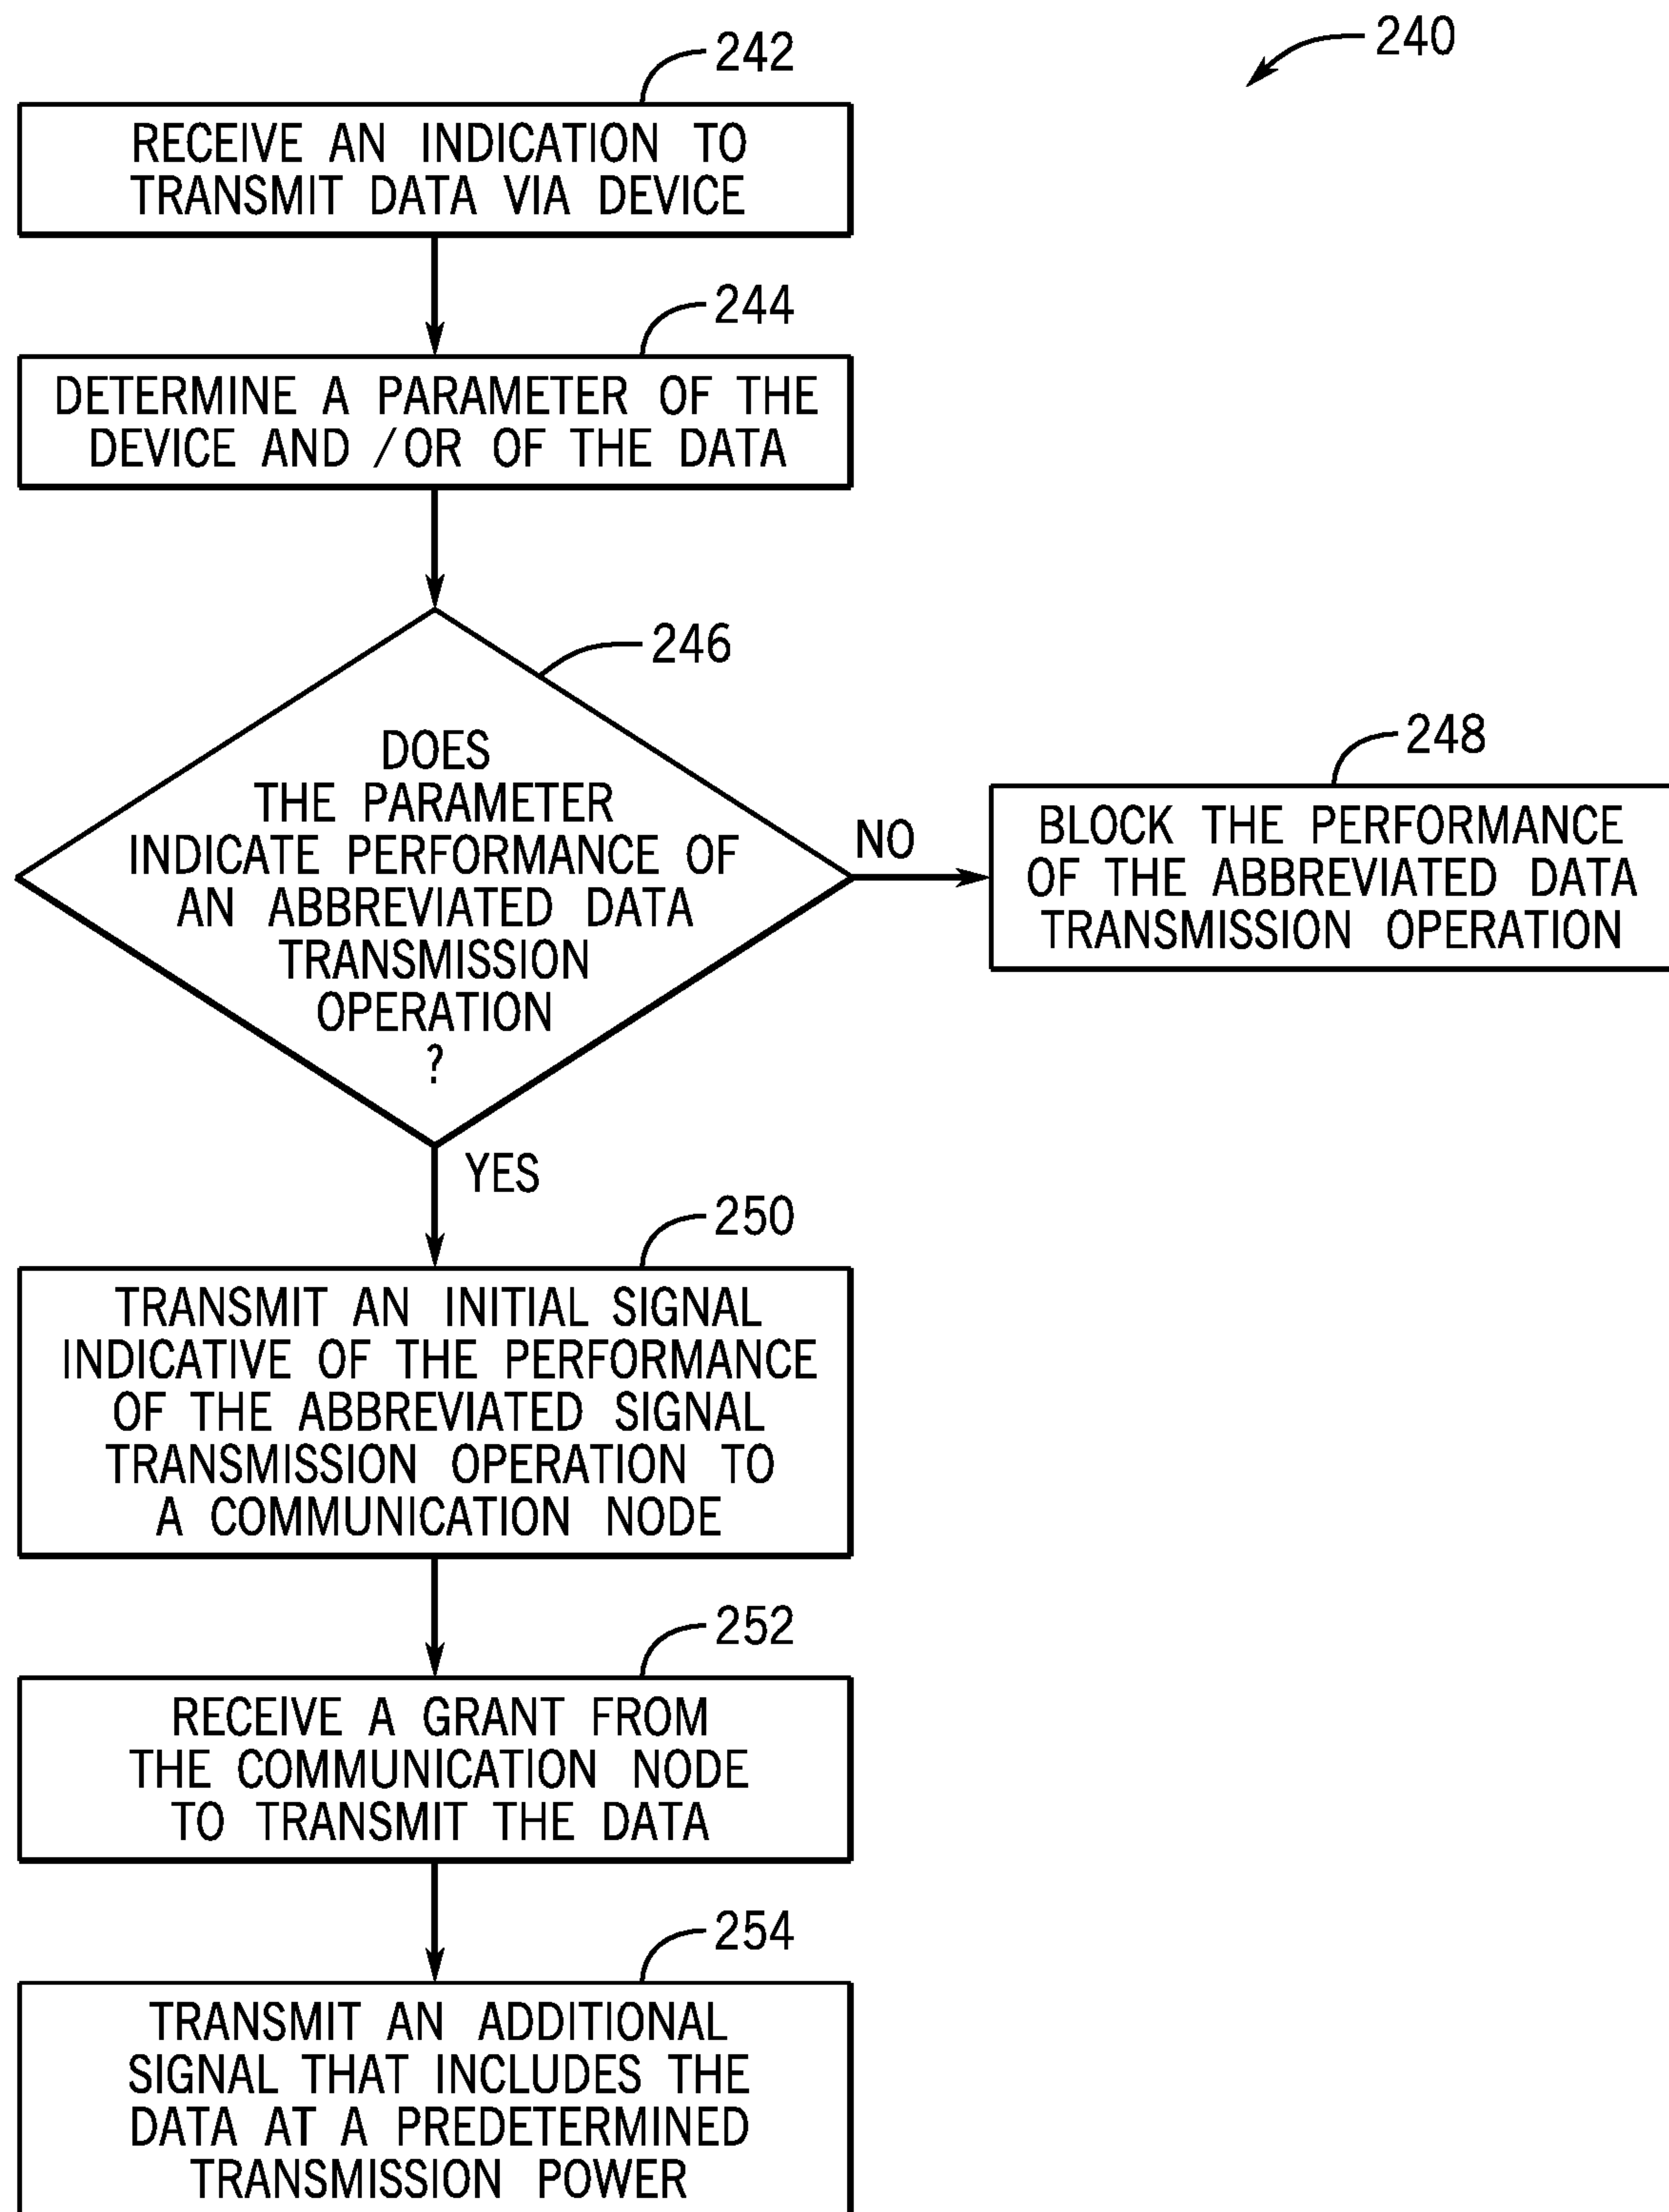 240
242
RECEIVE AN INDICATION TO
TRANSMIT DATA VIA DEVICE
244
DETERMINE A PARAMETER OF THE
DEVICE AND /OR OF THE DATA
246
DOES
THE PARAMETER
INDICATE PERFORMANCE OF
AN ABBREVIATED DATA
TRANSMISSION
OPERATION
?
NO
248
BLOCK THE PERFORMANCE
OF THE ABBREVIATED DATA
TRANSMISSION OPERATION
YES
250
TRANSMIT AN INITIAL SIGNAL
INDICATIVE OF THE PERFORMANCE
OF THE ABBREVIATED SIGNAL
TRANSMISSION OPERATION TO
A COMMUNICATION NODE
252
RECEIVE A GRANT FROM
THE COMMUNICATION NODE
TO TRANSMIT THE DATA
254
TRANSMIT AN ADDITIONAL
SIGNAL THAT INCLUDES THE
DATA AT A PREDETERMINED
TRANSMISSION POWER